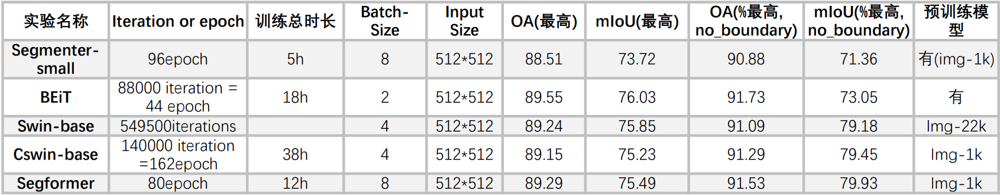 实验名称 Iteration or epoch 训练总时长 Batch-Size Input Size OA(最高) mIoU(最高) OA(%最高, no_boundary) mIoU(%最高, no_boundary) 预训练模型
Segmenter-small 96epoch 5h 8 512*512 88.51 73.72 90.88 71.36 有(img-1k)
BEiT 88000 iteration = 44 epoch 18h 2 512*512 89.55 76.03 91.73 73.05 有
Swin-base 549500iterations 4 512*512 89.24 75.85 91.09 79.18 Img-22k
Cswin-base 140000 iteration =162epoch 38h 4 512*512 89.15 75.23 91.29 79.45 Img-1k
Segformer 80epoch 12h 8 512*512 89.29 75.49 91.53 79.93 Img-1k